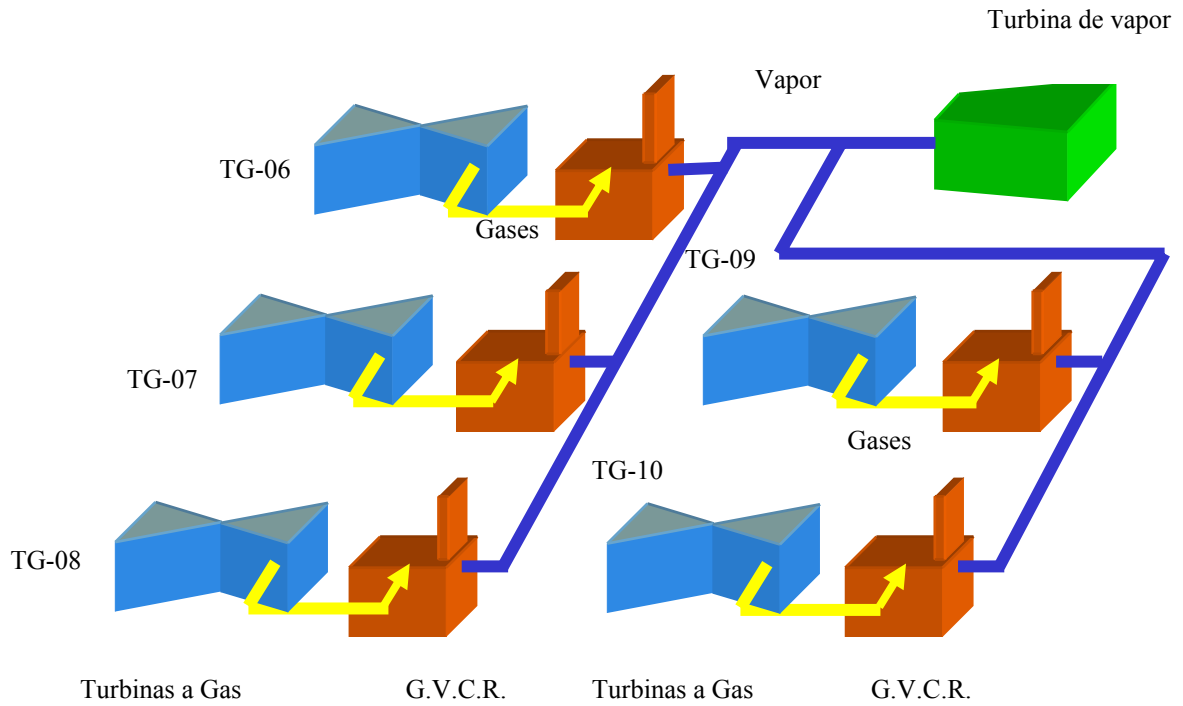 Turbina de vapor
Vapor
TG-06
Gases
TG-09
TG-07
Gases
TG-10
TG-08
Turbinas a Gas
G.V.C.R.
Turbinas a Gas
G.V.C.R.